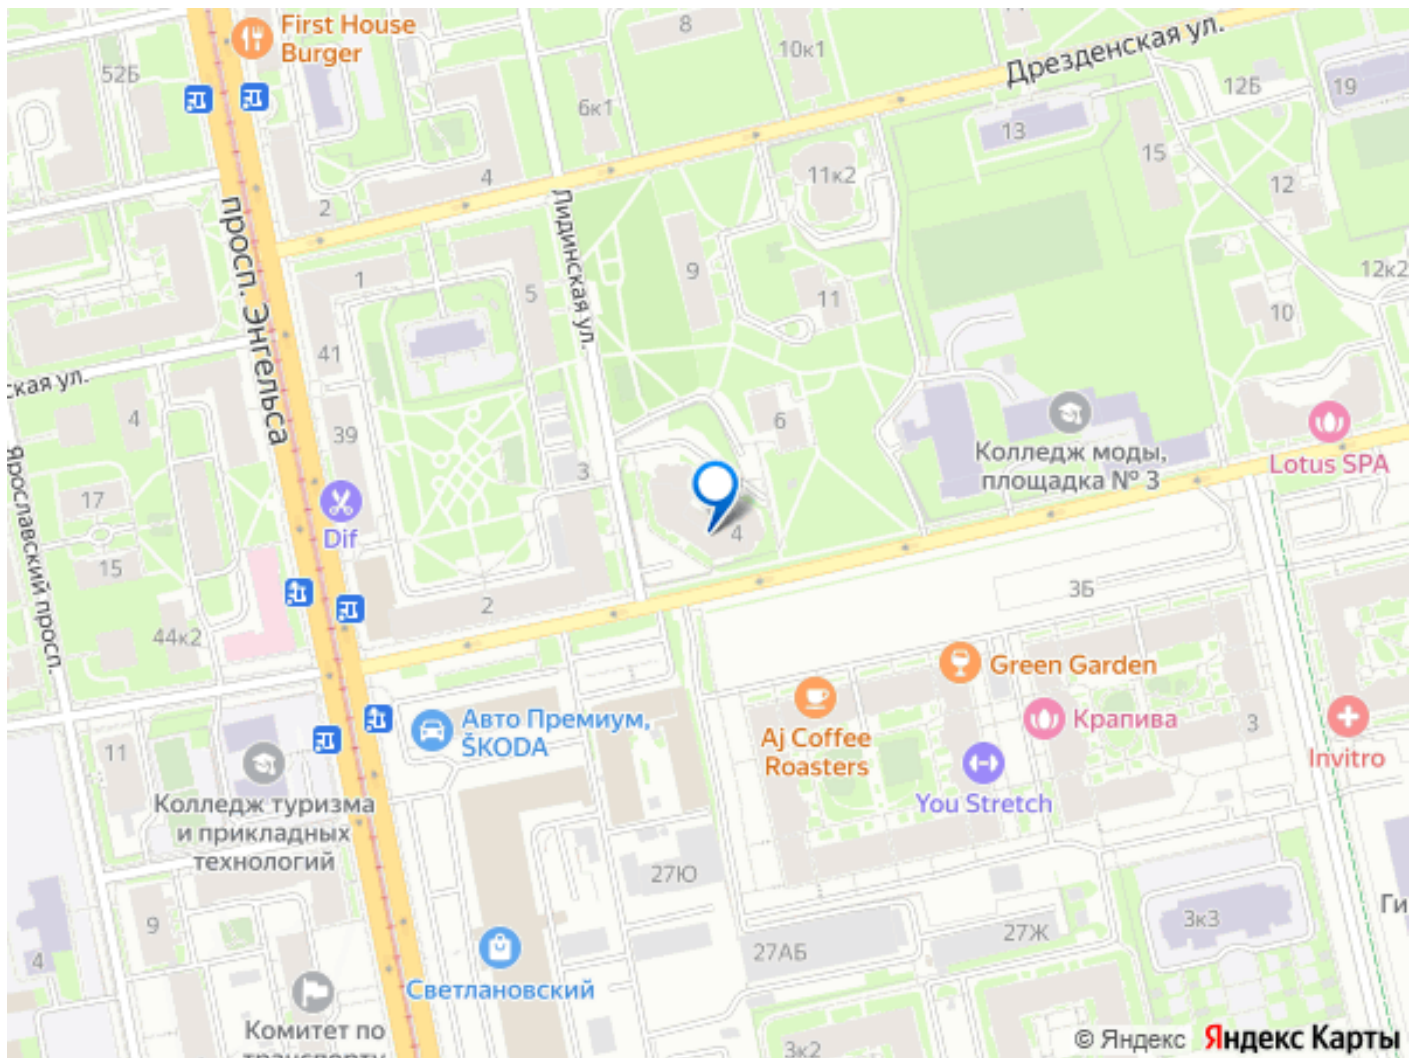 First House
Burger
8
10к1
Дрезденская ул.
52Б
12Б
19
6к1
13
15
4
11к2
12
2
просп. Энгельса
Лидинская ул.
1
5
9
11
12к2
10
41
ская ул.
4
39
6
Колледж моды,
площадка № 3
Lotus SPA
Ярославский просп.
17
3
Dif
4
15
2
3Б
44к2
Green Garden
Авто Премиум,
ŠKODA
Aj Coffee
Roasters
Крапива
3
Invitro
11
You Stretch
Колледж туризма
и прикладных
технологий
27Ю
9
3к3
Ги
27АБ
27Ж
4
Светлановский
Комитет по
транспорту
3к2
© Яндекс Яндекс Карты